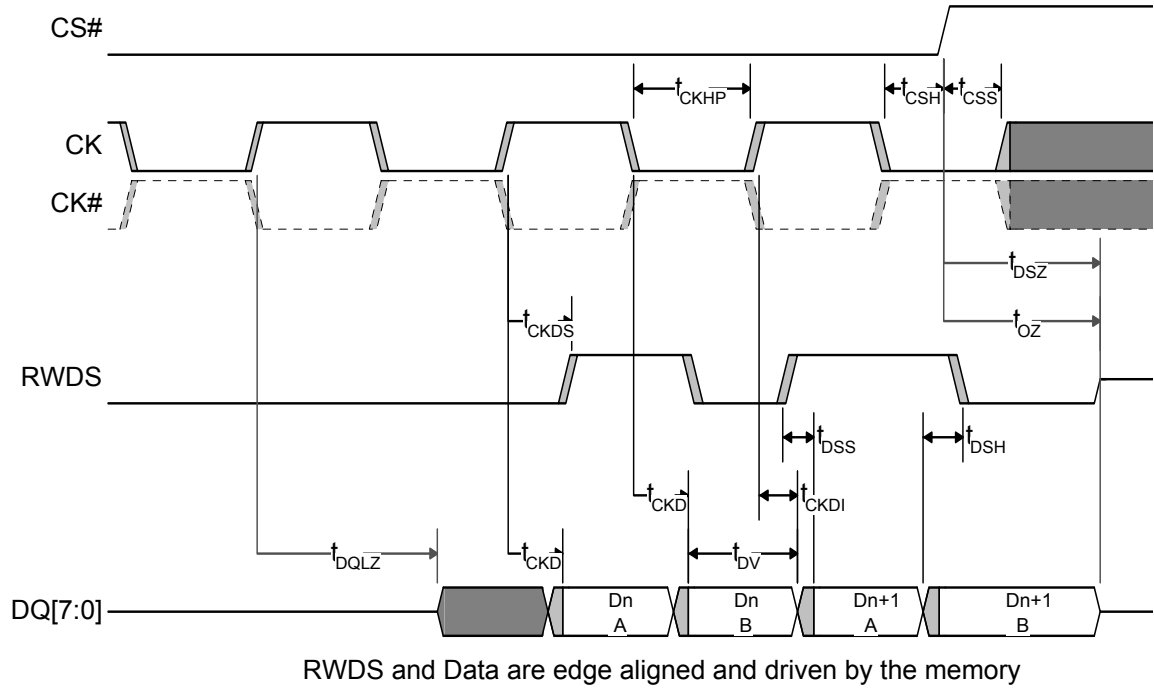 CS#
tCKHP
tCSH
tCSS
CK
CK#
tDSZ
tCKDS
tOZ
RWDS
tDSS
tDSH
tCKD
tCKDI
tDQLZ
tCKD
tDV
DQ[7:0]
Dn
A
Dn
B
Dn+1
A
Dn+1
B
RWDS and Data are edge aligned and driven by the memory